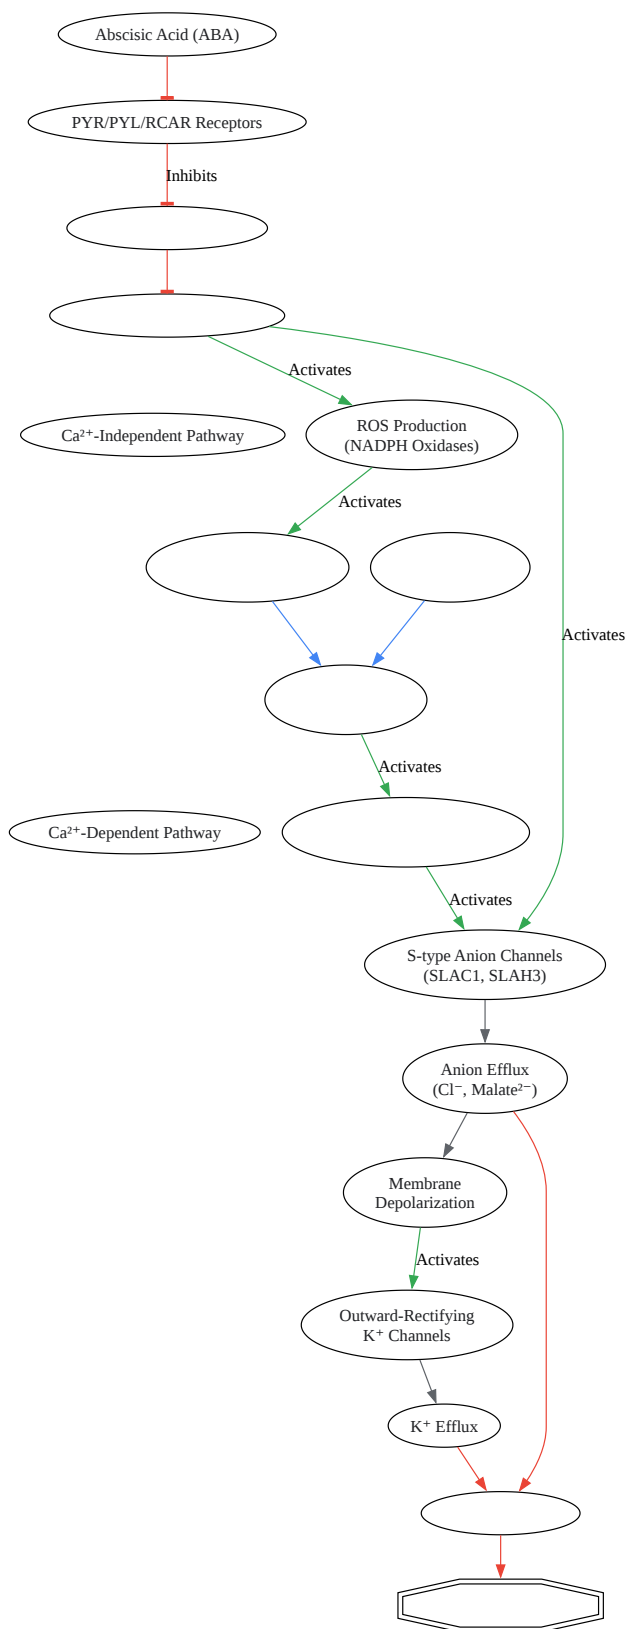 Abscisic Acid (ABA)
PYR/PYL/RCAR Receptors
Inhibits
Activates
Ca²⁺-Independent Pathway
ROS Production
(NADPH Oxidases)
Activates
Activates
Activates
Ca²⁺-Dependent Pathway
Activates
S-type Anion Channels
(SLAC1, SLAH3)
Anion Efflux
(Cl⁻, Malate²⁻)
Membrane
Depolarization
Activates
Outward-Rectifying
K⁺ Channels
K⁺ Efflux